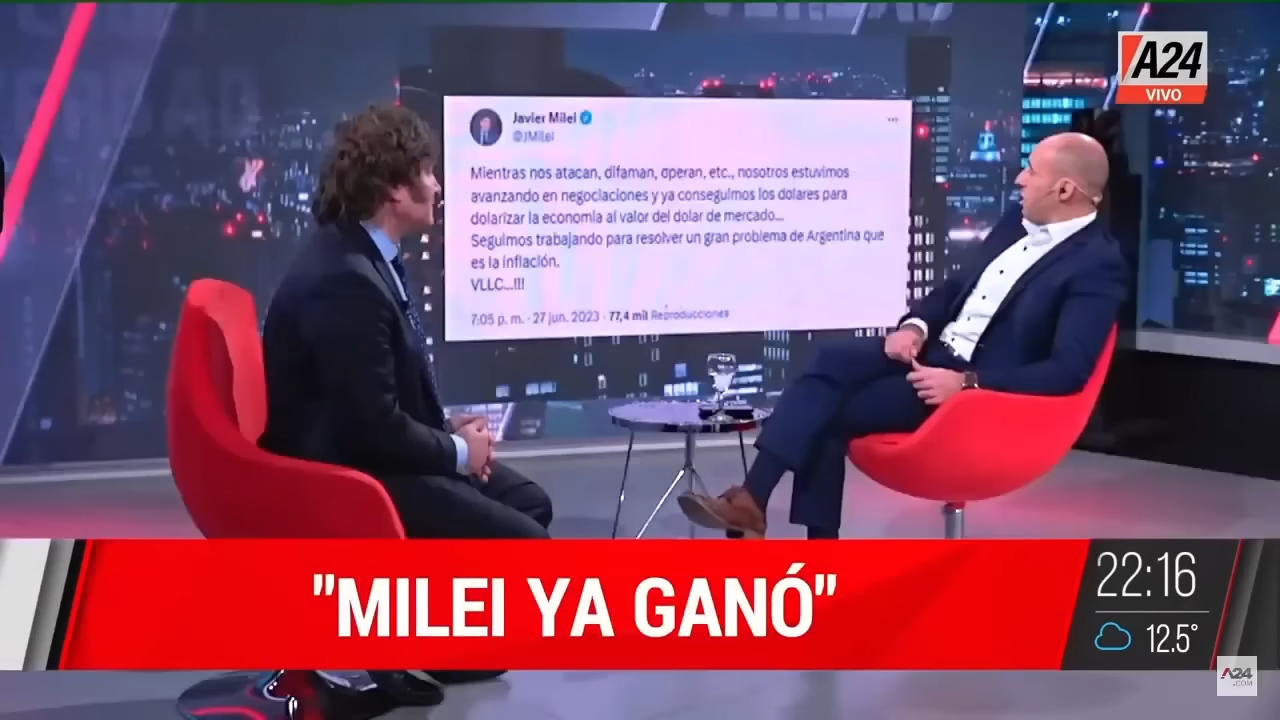 A24
VIVO
Javier Milei
@JMilei
Mientras nos atacan, difaman, operan, etc., nosotros estuvimos
avanzando en negociaciones y ya conseguimos los dolares para
dolarizar la economía al valor del dolar de mercado...
Seguimos trabajando para resolver un gran problema de Argentina que
es la inflación.
VLLC...!!!
7:05 p. m. · 27 jun. 2023 · 77,4 mil Reproducciones
"MILEI YA GANÓ"
22:16
12.5°
A24
.COM